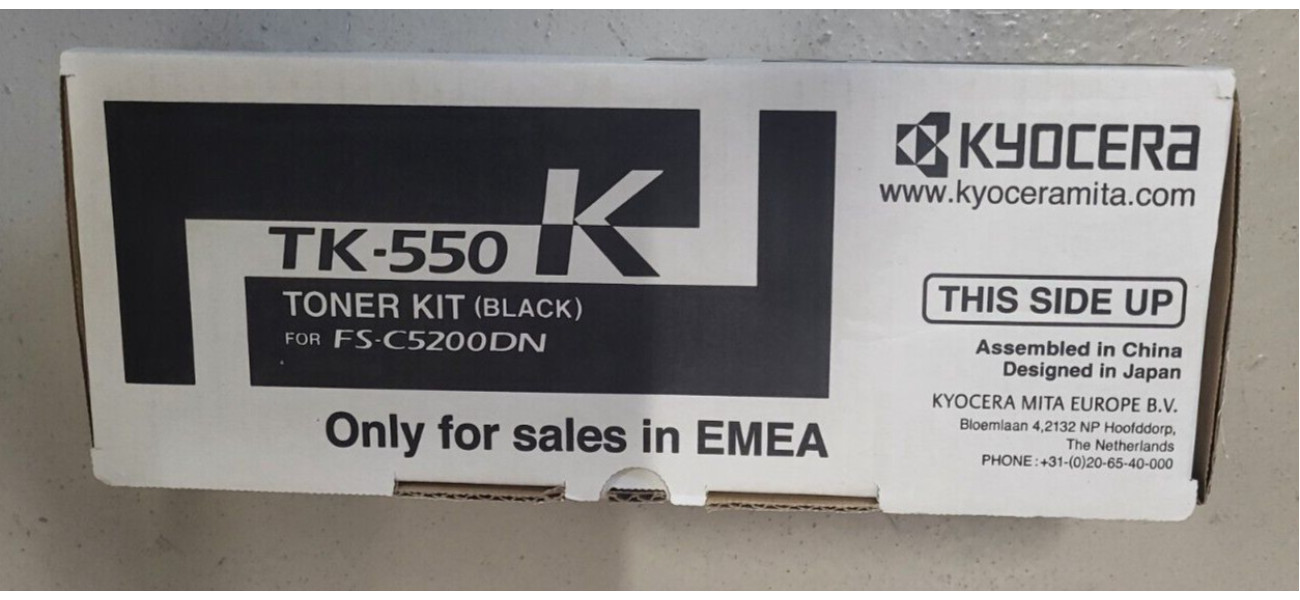 TK-550 K
TONER KIT (BLACK)
FOR FS-C5200DN
Only for sales in EMEA
KYOCERA
www.kyoceramita.com
THIS SIDE UP
Assembled in China
Designed in Japan
KYOCERA MITA EUROPE B.V.
Bloemlaan 4,2132 NP Hoofddorp,
The Netherlands
PHONE:+31-(0)20-65-40-000